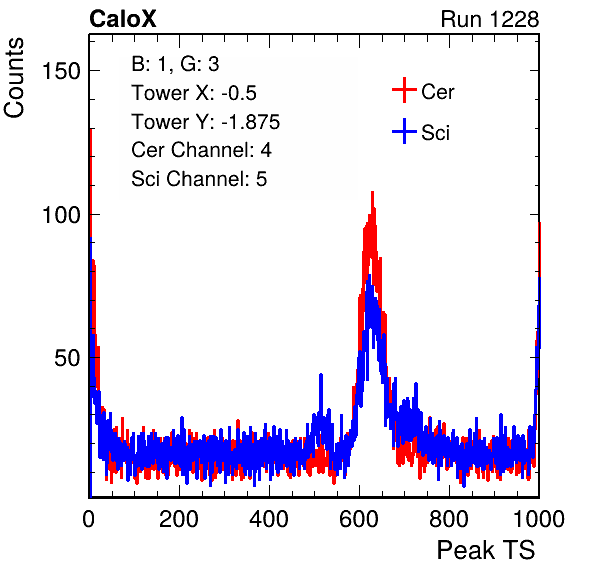 CaloX Run 1228
Counts
B: 1, G: 3
Tower X: -0.5
Tower Y: -1.875
Cer Channel: 4
Sci Channel: 5
Cer
Sci
150
100
50
0 200 400 600 800 1000
Peak TS